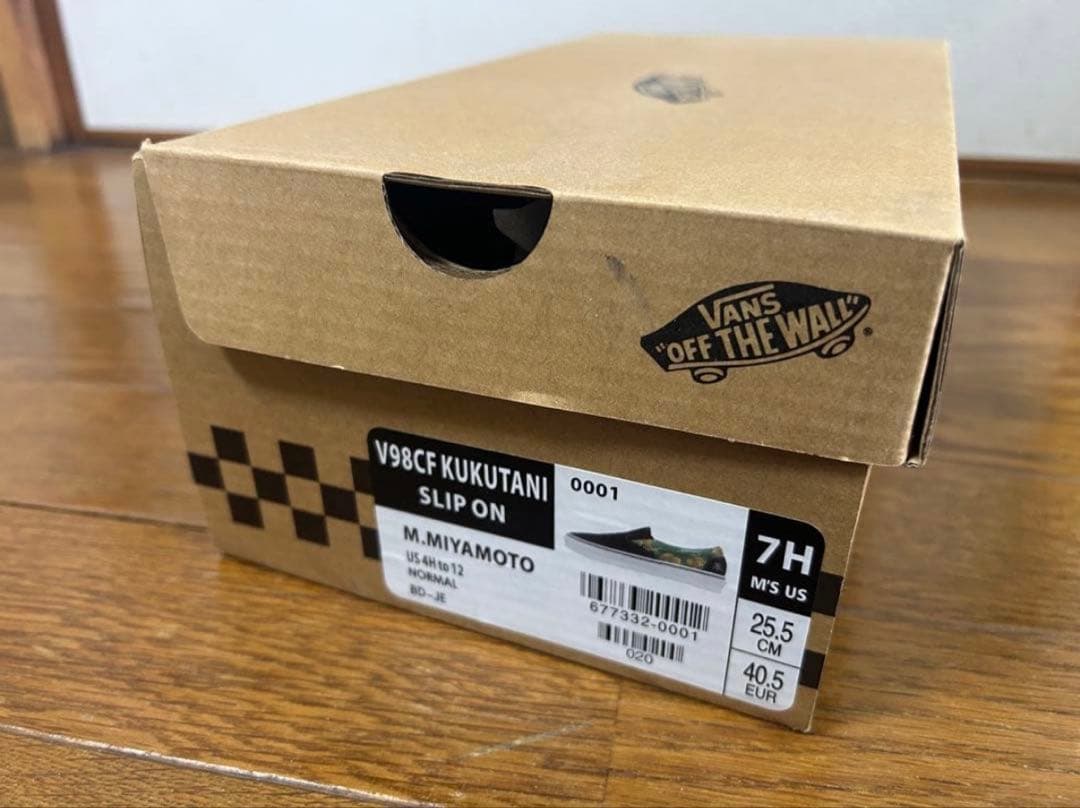 VANS
"OFF THE WALL"
V98CF KUKUTANI
SLIP ON
M.MIYAMOTO
US 4H to 12
NORMAL
BD-JE
0001
677332-0001
020
7H
M'S US
25.5
CM
40.5
EUR